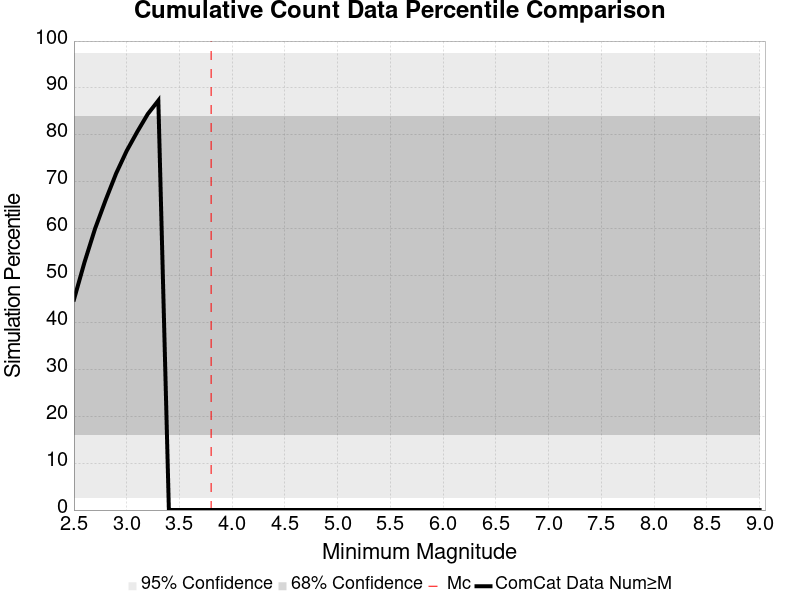 Cumulative Count Data Percentile Comparison
100
90
80
70
60
50
40
30
20
10
0
Simulation Percentile
2.5 3.0 3.5 4.0 4.5 5.0 5.5 6.0 6.5 7.0 7.5 8.0 8.5 9.0
Minimum Magnitude
95% Confidence 68% Confidence Mc ComCat Data Num≥M